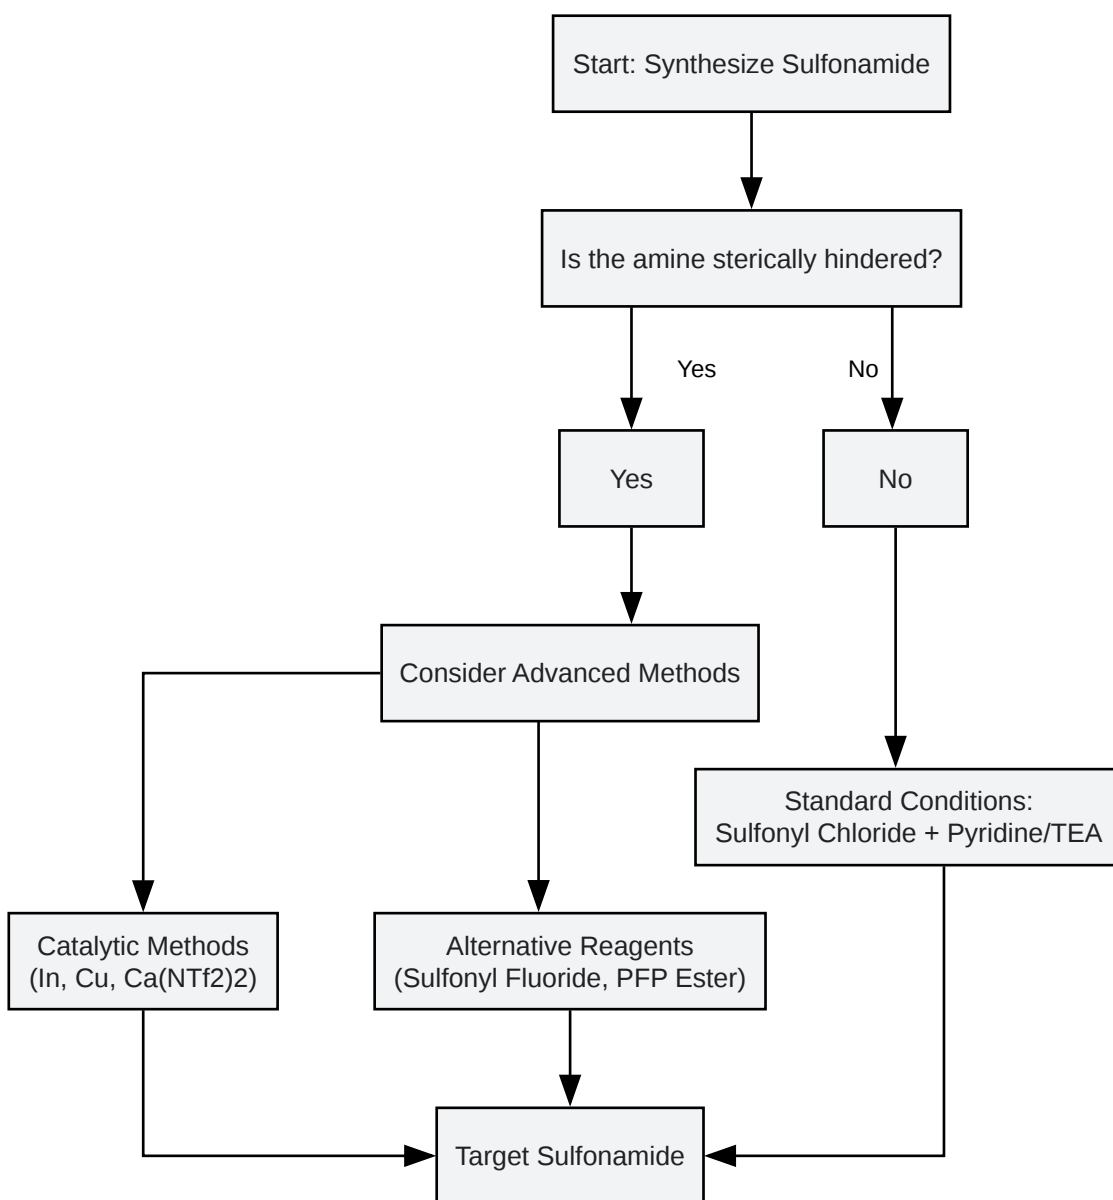 Start: Synthesize Sulfonamide
Is the amine sterically hindered?
Yes
No
Yes
No
Consider Advanced Methods
Standard Conditions:
Sulfonyl Chloride + Pyridine/TEA
Catalytic Methods
(In, Cu, Ca(NTf2)2)
Alternative Reagents
(Sulfonyl Fluoride, PFP Ester)
Target Sulfonamide